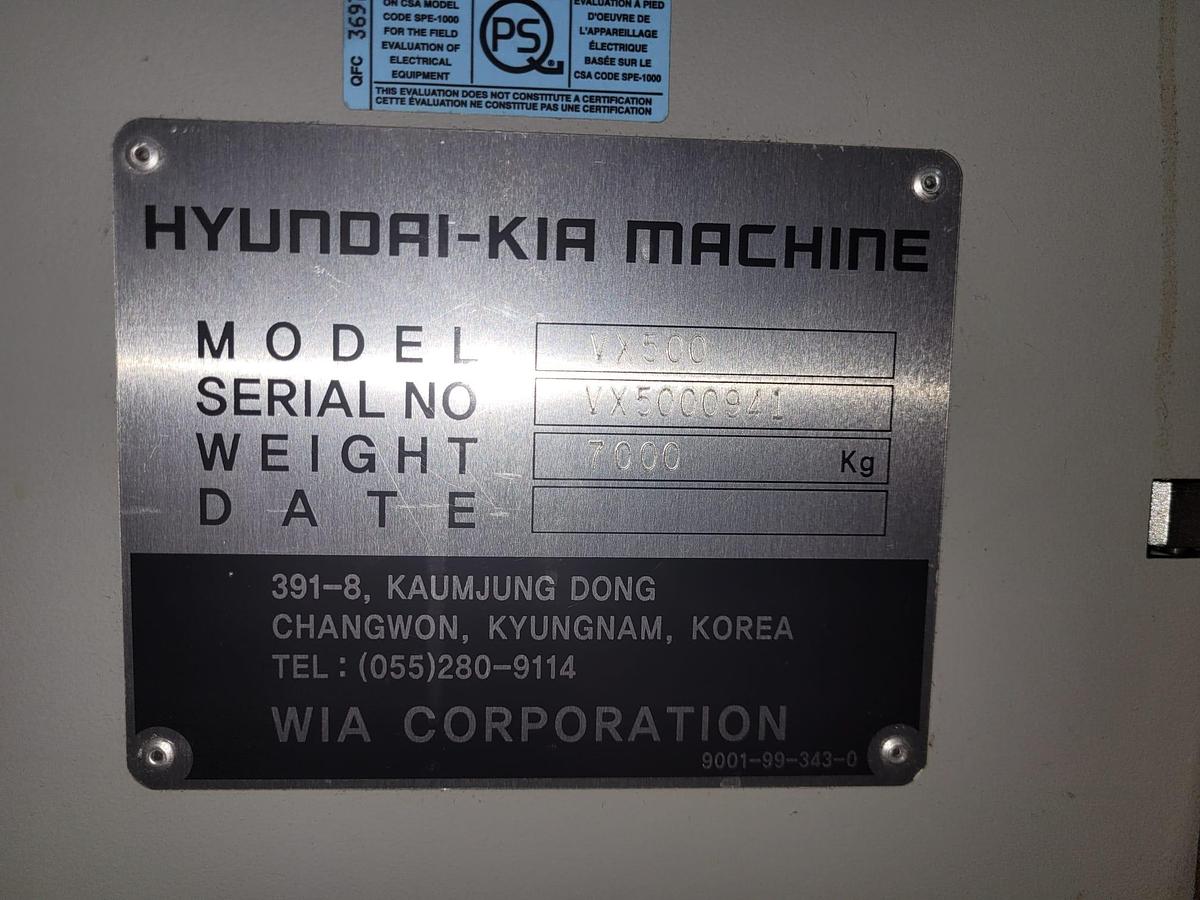 QFC 369
ON CSA MODEL
CODE SPE-1000
FOR THE FIELD
EVALUATION OF
ELECTRICAL
EQUIPMENT
PS
ÉVALUATION À PIED
D'OEUVRE DE
L'APPAREILLAGE
ÉLECTRIQUE
BASÉE SUR LE
CSA CODE SPE-1000
THIS EVALUATION DOES NOT CONSTITUTE A CERTIFICATION
CETTE ÉVALUATION NE CONSTITUE PAS UNE CERTIFICATION
HYUNDAI-KIA MACHINE
MODEL VX500
SERIAL NO VX5000941
WEIGHT 7000 Kg
DATE
391-8, KAUMJUNG DONG
CHANGWON, KYUNGNAM, KOREA
TEL : (055)280-9114
WIA CORPORATION
9001-99-343-0